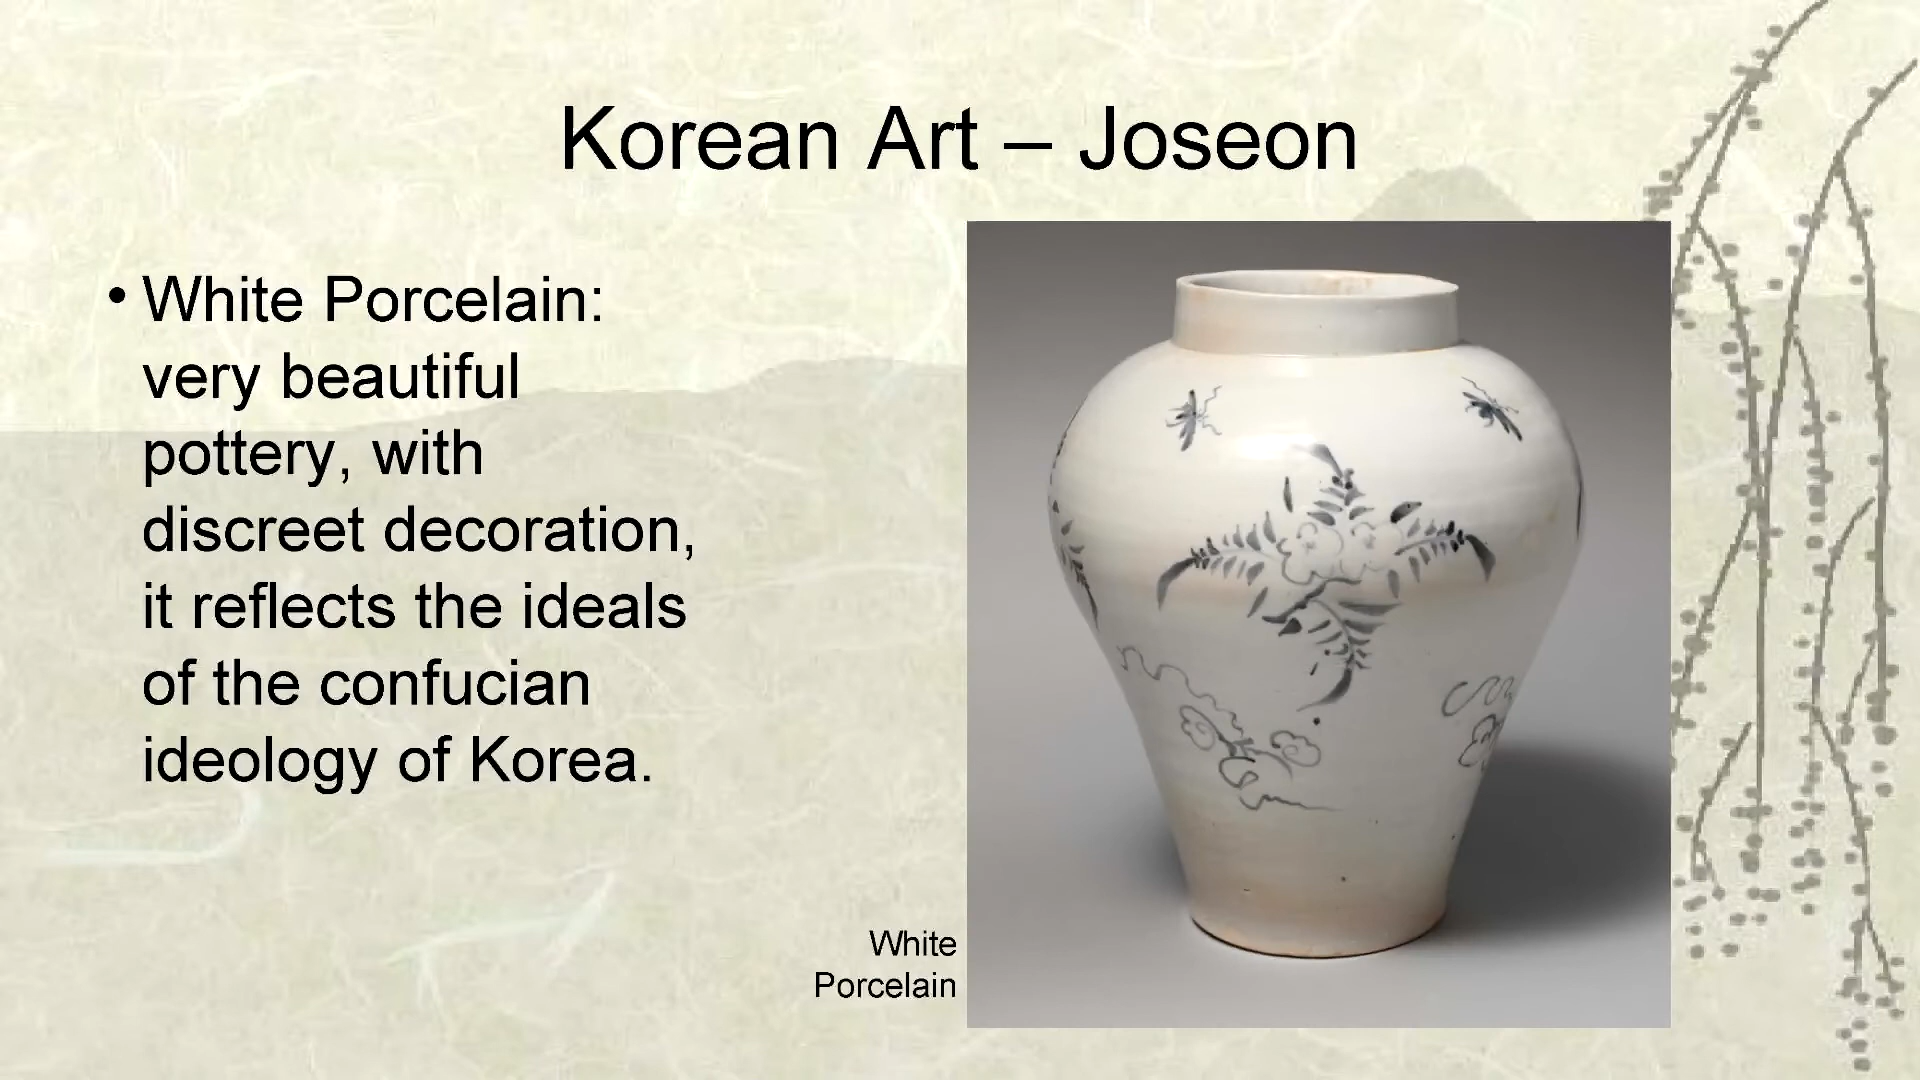 Korean Art – Joseon
• White Porcelain:
very beautiful
pottery, with
discreet decoration,
it reflects the ideals
of the confucian
ideology of Korea.
White
Porcelain